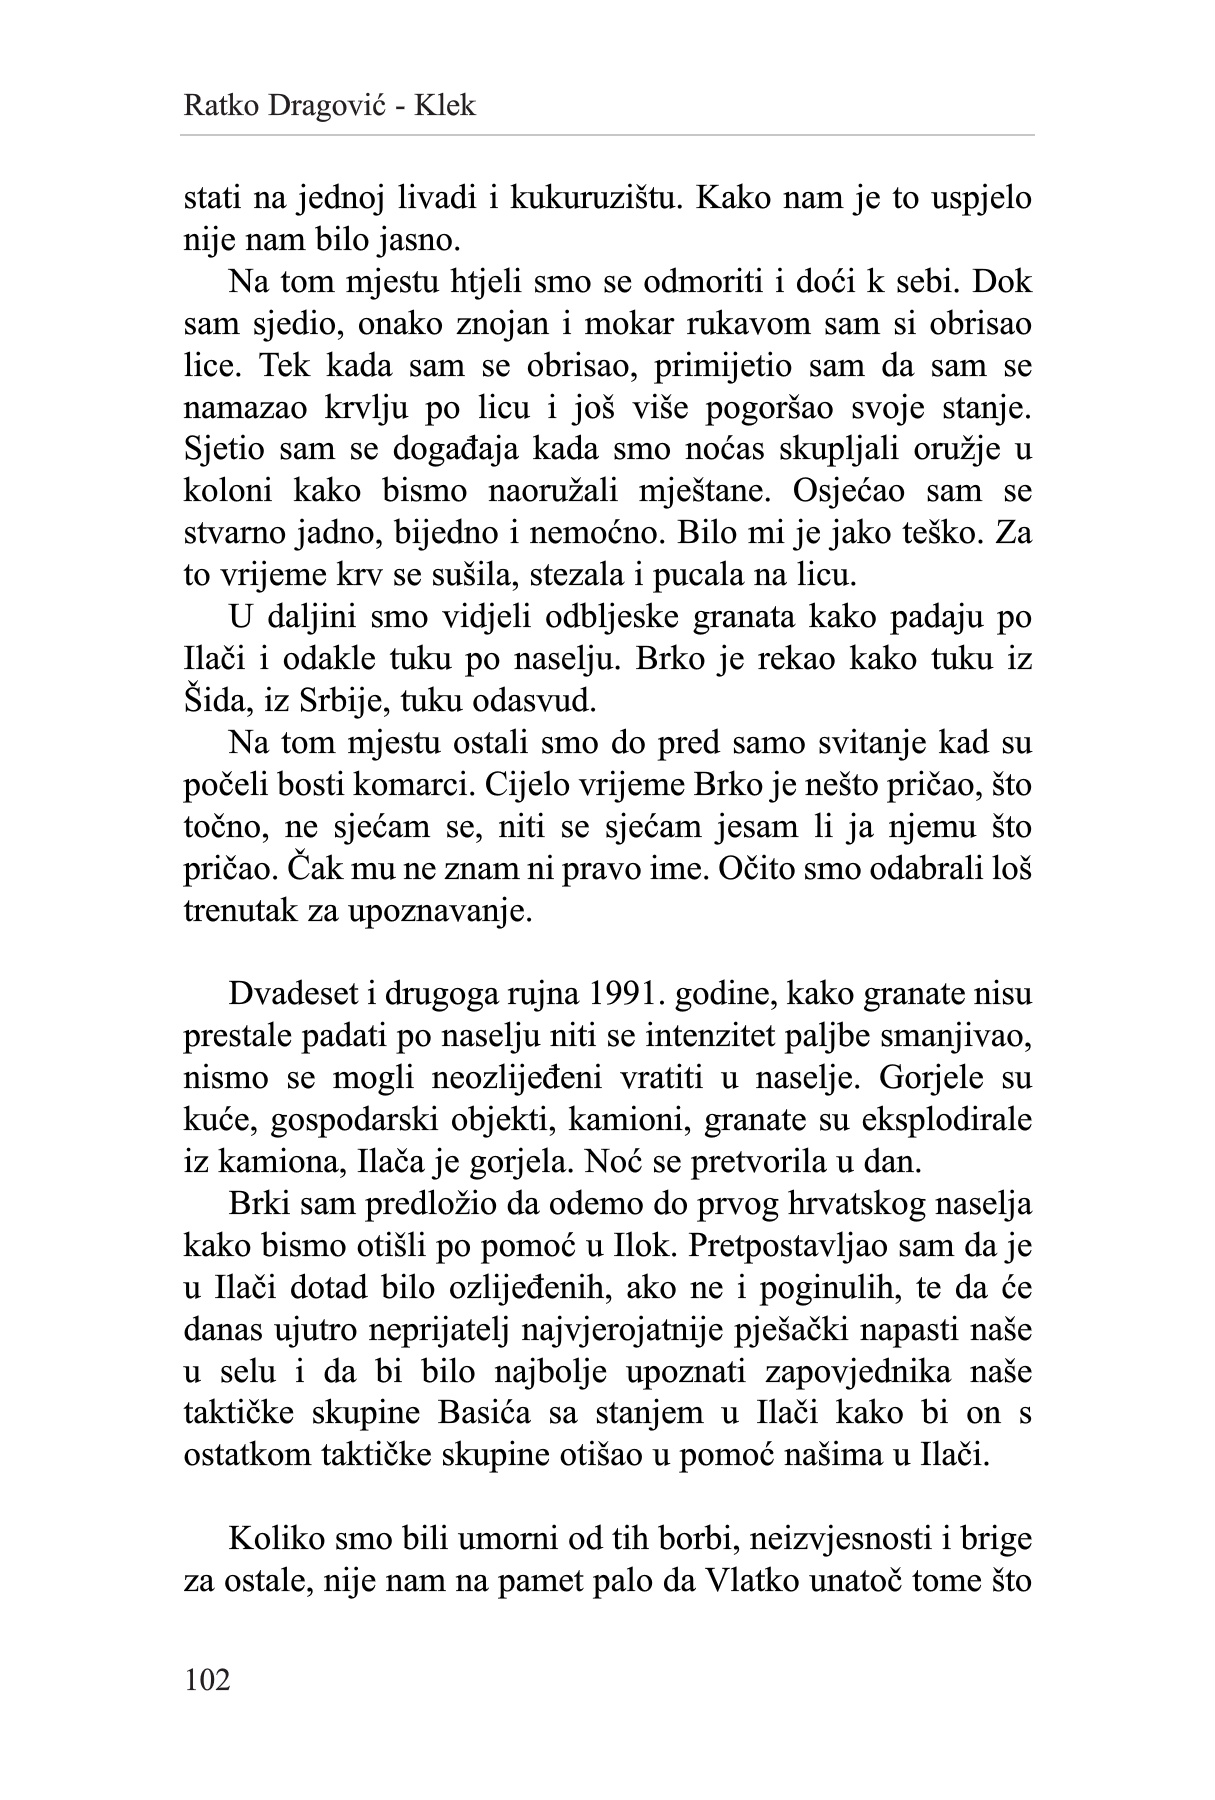 Ratko Dragović - Klek
stati na jednoj livadi i kukuruzištu. Kako nam je to uspjelo
nije nam bilo jasno.
Na tom mjestu htjeli smo se odmoriti i doći k sebi. Dok
sam sjedio, onako znojan i mokar rukavom sam si obrisao
lice. Tek kada sam se obrisao, primijetio sam da sam se
namazao krvlju po licu i još više pogoršao svoje stanje.
Sjetio sam se događaja kada smo noćas skupljali oružje u
koloni kako bismo naoružali mještane. Osjećao sam se
stvarno jadno, bijedno i nemoćno. Bilo mi je jako teško. Za
to vrijeme krv se sušila, stezala i pucala na licu.
U daljini smo vidjeli odbljeske granata kako padaju po
Ilači i odakle tuku po naselju. Brko je rekao kako tuku iz
Šida, iz Srbije, tuku odasvud.
Na tom mjestu ostali smo do pred samo svitanje kad su
počeli bosti komarci. Cijelo vrijeme Brko je nešto pričao, što
točno, ne sjećam se, niti se sjećam jesam li ja njemu što
pričao. Čak mu ne znam ni pravo ime. Očito smo odabrali loš
trenutak za upoznavanje.
Dvadeset i drugoga rujna 1991. godine, kako granate nisu
prestale padati po naselju niti se intenzitet paljbe smanjivao,
nismo se mogli neozlijeđeni vratiti u naselje. Gorjele su
kuće, gospodarski objekti, kamioni, granate su eksplodirale
iz kamiona, Ilača je gorjela. Noć se pretvorila u dan.
Brki sam predložio da odemo do prvog hrvatskog naselja
kako bismo otišli po pomoć u Ilok. Pretpostavljao sam da je
u Ilači dotad bilo ozlijeđenih, ako ne i poginulih, te da će
danas ujutro neprijatelj najvjerojatnije pješački napasti naše
u selu i da bi bilo najbolje upoznati zapovjednika naše
taktičke skupine Basića sa stanjem u Ilači kako bi on s
ostatkom taktičke skupine otišao u pomoć našima u Ilači.
Koliko smo bili umorni od tih borbi, neizvjesnosti i brige
za ostale, nije nam na pamet palo da Vlatko unatoč tome što
102